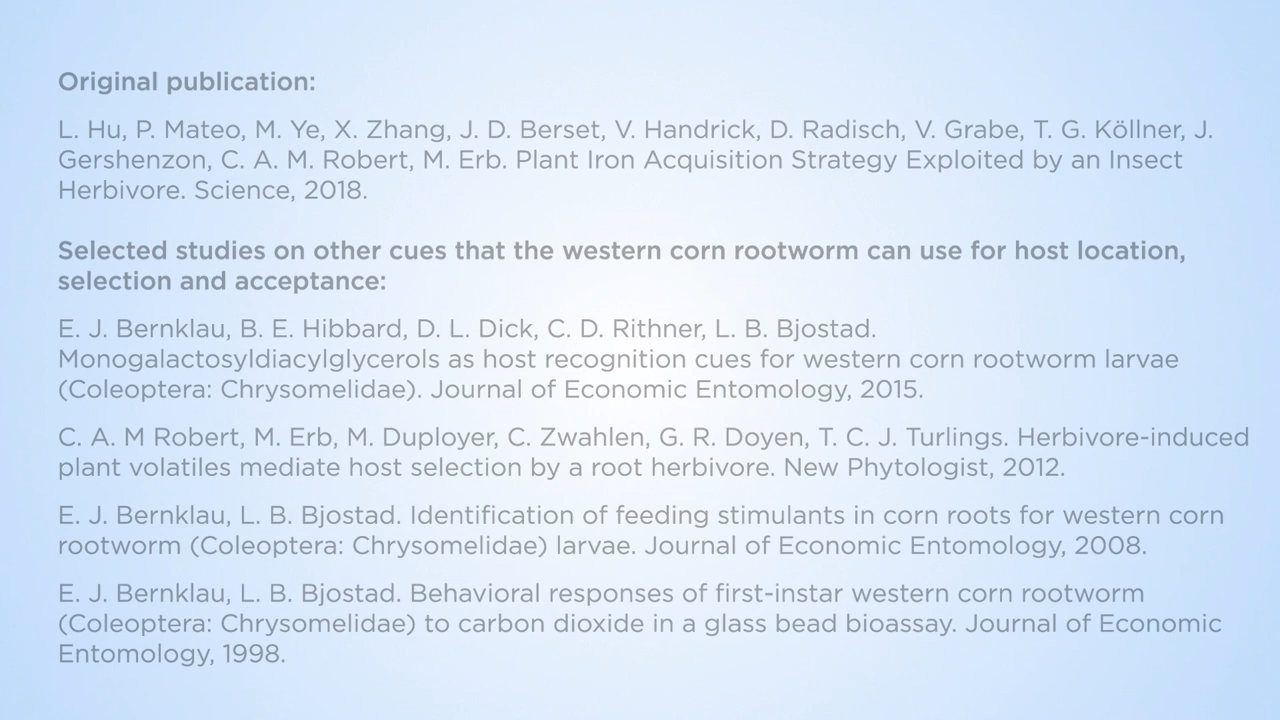 Original publication:
L. Hu, P. Mateo, M. Ye, X. Zhang, J. D. Berset, V. Handrick, D. Radisch, V. Grabe, T. G. Köllner, J.
Gershenzon, C. A. M. Robert, M. Erb. Plant Iron Acquisition Strategy Exploited by an Insect
Herbivore. Science, 2018.
Selected studies on other cues that the western corn rootworm can use for host location,
selection and acceptance:
E. J. Bernklau, B. E. Hibbard, D. L. Dick, C. D. Rithner, L. B. Bjostad.
Monogalactosyldiacylglycerols as host recognition cues for western corn rootworm larvae
(Coleoptera: Chrysomelidae). Journal of Economic Entomology, 2015.
C. A. M Robert, M. Erb, M. Duployer, C. Zwahlen, G. R. Doyen, T. C. J. Turlings. Herbivore-induced
plant volatiles mediate host selection by a root herbivore. New Phytologist, 2012.
E. J. Bernklau, L. B. Bjostad. Identification of feeding stimulants in corn roots for western corn
rootworm (Coleoptera: Chrysomelidae) larvae. Journal of Economic Entomology, 2008.
E. J. Bernklau, L. B. Bjostad. Behavioral responses of first-instar western corn rootworm
(Coleoptera: Chrysomelidae) to carbon dioxide in a glass bead bioassay. Journal of Economic
Entomology, 1998.